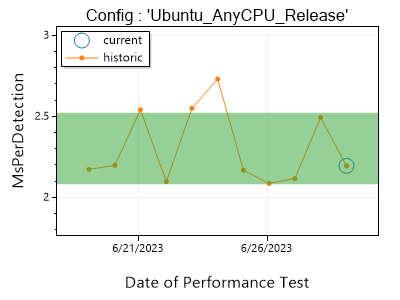 Config : 'Ubuntu_AnyCPU_Release'
current
historic
3
2.5
2
MsPerDetection
6/21/2023 6/26/2023
Date of Performance Test